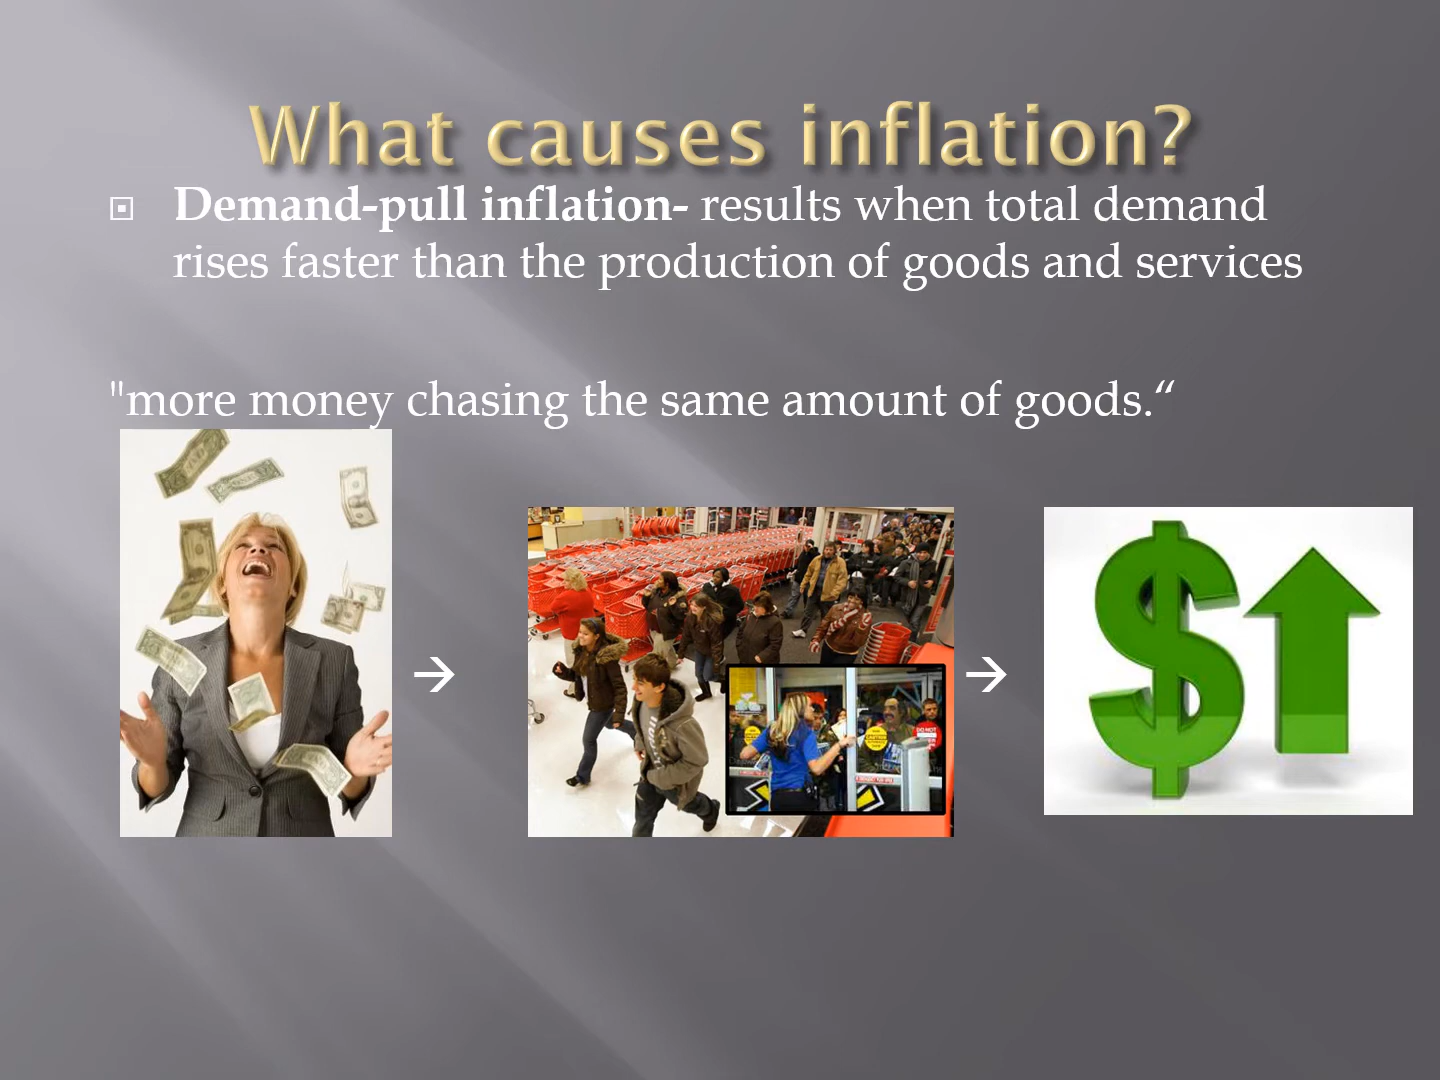 What causes inflation?
Demand-pull inflation- results when total demand
rises faster than the production of goods and services
"more money chasing the same amount of goods.“
→ →